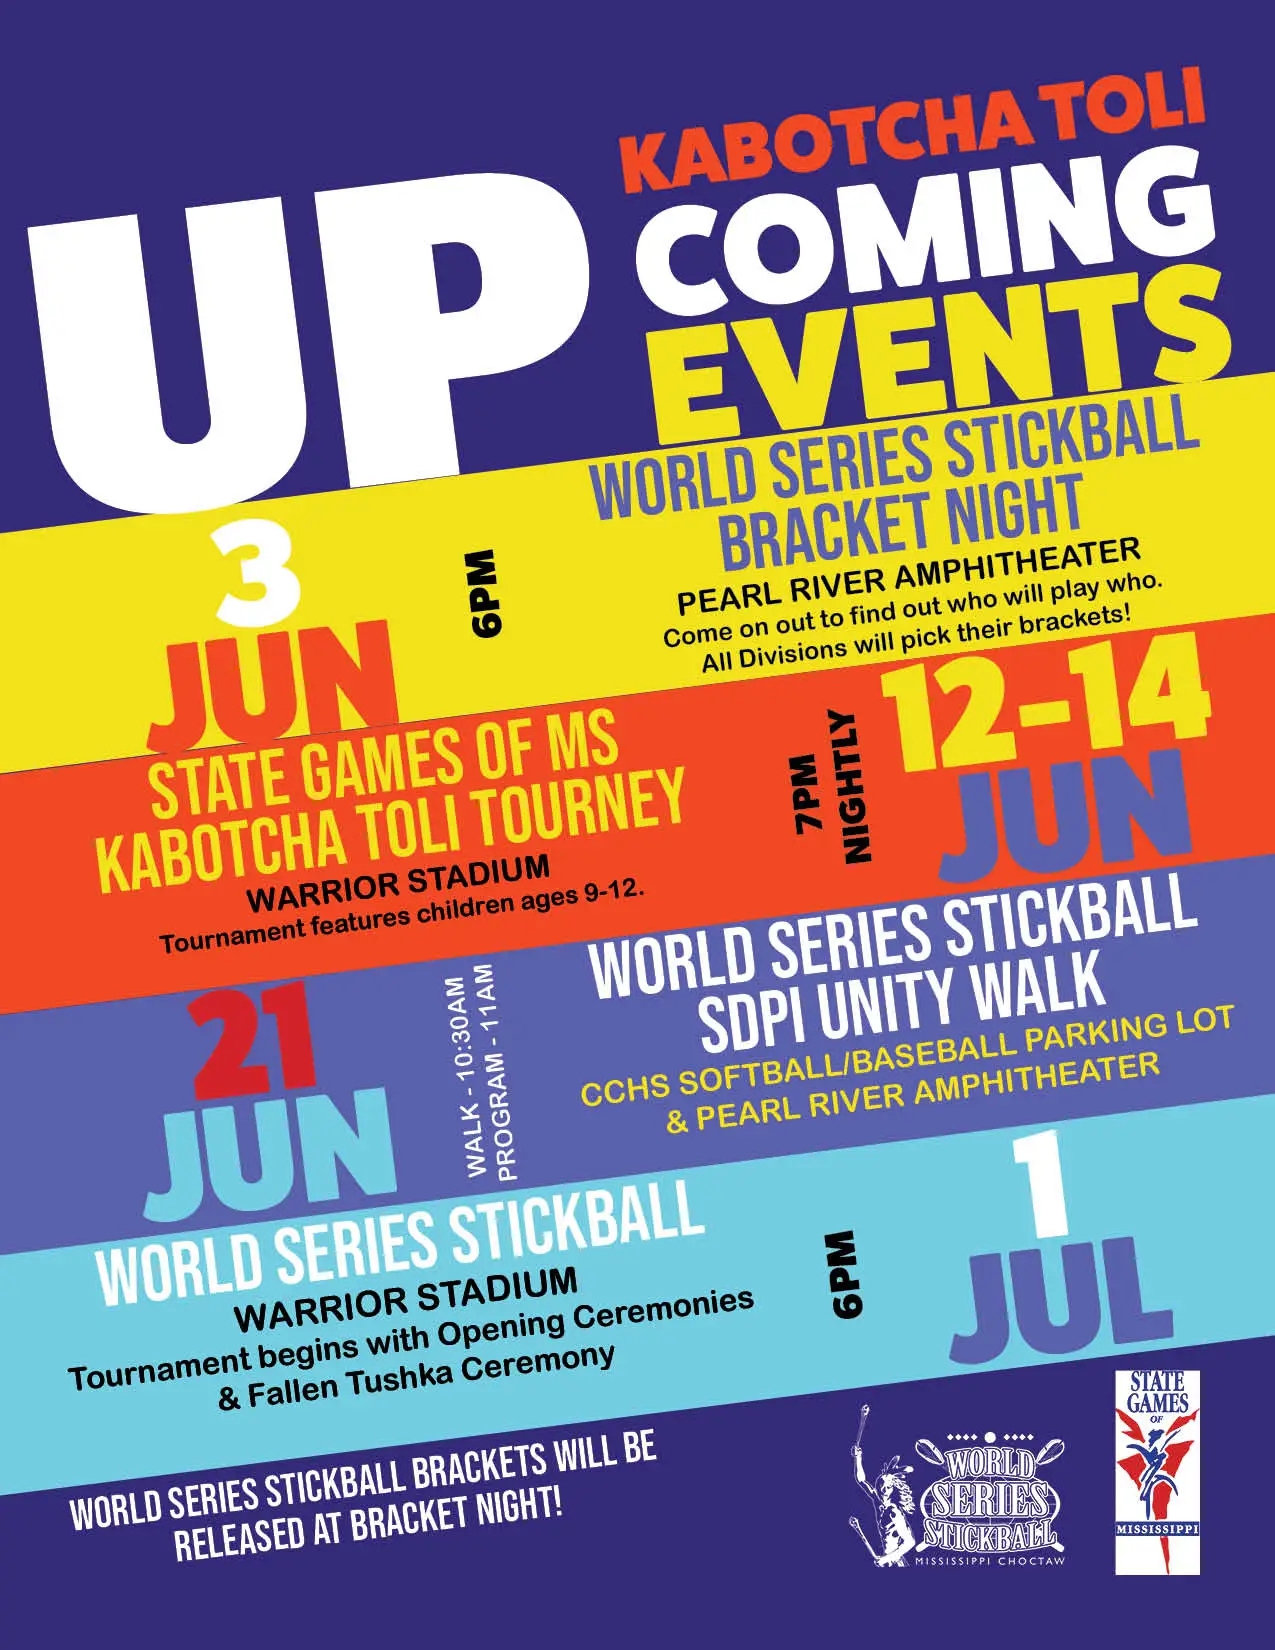 UP
KABOTCHA TOLI
COMING
EVENTS
3
JUN
6PM
WORLD SERIES STICKBALL
BRACKET NIGHT
PEARL RIVER AMPHITHEATER
Come on out to find out who will play who.
All Divisions will pick their brackets!
STATE GAMES OF MS
KABOTCHA TOLI TOURNEY
WARRIOR STADIUM
Tournament features children ages 9-12.
7PM
NIGHTLY
12-14
JUN
21
JUN
WALK - 10:30AM
PROGRAM - 11AM
WORLD SERIES STICKBALL
SDPI UNITY WALK
CCHS SOFTBALL/BASEBALL PARKING LOT
& PEARL RIVER AMPHITHEATER
WORLD SERIES STICKBALL
WARRIOR STADIUM
Tournament begins with Opening Ceremonies
& Fallen Tushka Ceremony
6PM
1
JUL
WORLD SERIES STICKBALL BRACKETS WILL BE
RELEASED AT BRACKET NIGHT!
WORLD
SERIES
STICKBALL
MISSISSIPPI CHOCTAW
STATE
GAMES
OF
MISSISSIPPI